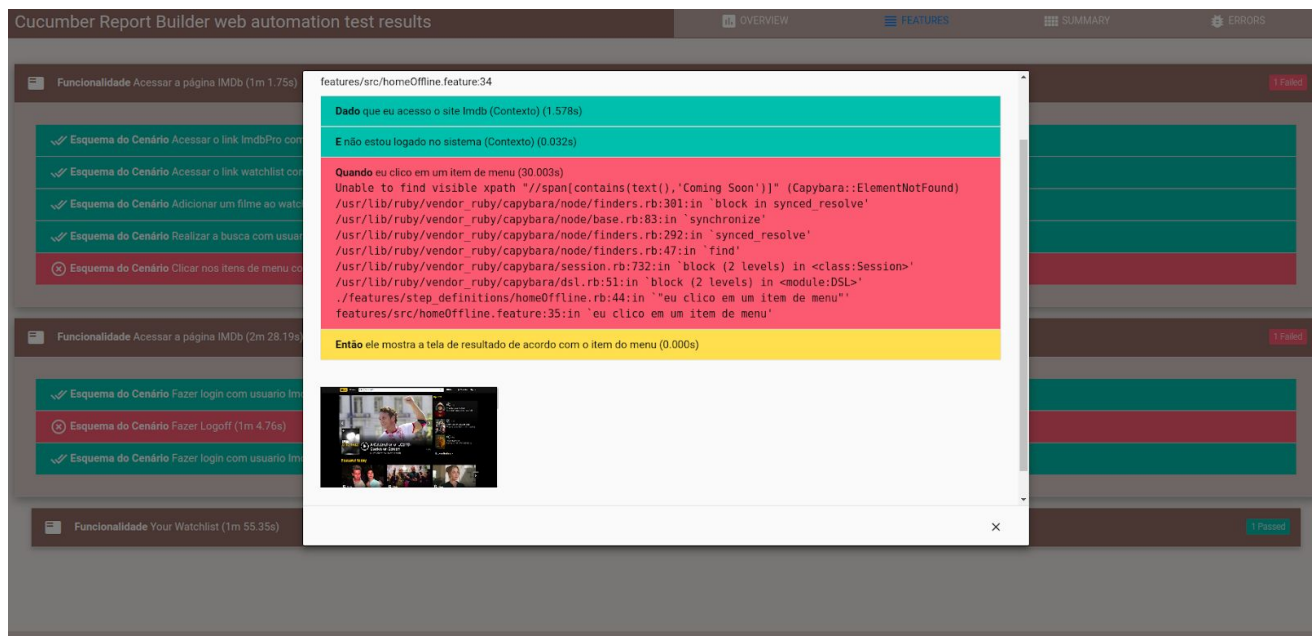 Cucumber Report Builder web automation test results
OVERVIEW
FEATURES
SUMMARY
ERRORS
Funcionalidade Acessar a página IMDb (1m 1.75s)
1 Failed
Esquema do Cenário Acessar o link ImdbPro com
Esquema do Cenário Acessar o link watchlist con
Esquema do Cenário Adicionar um filme ao watc
Esquema do Cenário Realizar a busca com usuar
Esquema do Cenário Clicar nos itens de menu co
Funcionalidade Acessar a página IMDb (2m 28.19s)
1 Failed
Esquema do Cenário Fazer login com usuario Im
Esquema do Cenário Fazer Logoff (1m 4.76s)
Esquema do Cenário Fazer login com usuario Im
Funcionalidade Your Watchlist (1m 55.35s)
1 Passed
features/src/homeOffline.feature:34
Dado que eu acesso o site Imdb (Contexto) (1.578s)
E não estou logado no sistema (Contexto) (0.032s)
Quando eu clico em um item de menu (30.003s)
Unable to find visible xpath "//span[contains(text(),'Coming Soon')]" (Capybara::ElementNotFound)
/usr/lib/ruby/vendor_ruby/capybara/node/finders.rb:301:in `block in synced_resolve'
/usr/lib/ruby/vendor_ruby/capybara/node/base.rb:83:in `synchronize'
/usr/lib/ruby/vendor_ruby/capybara/node/finders.rb:292:in `synced_resolve'
/usr/lib/ruby/vendor_ruby/capybara/node/finders.rb:47:in `find'
/usr/lib/ruby/vendor_ruby/capybara/session.rb:732:in `block (2 levels) in <class:Session>'
/usr/lib/ruby/vendor_ruby/capybara/dsl.rb:51:in `block (2 levels) in <module:DSL>'
./features/step_definitions/homeOffline.rb:44:in `"eu clico em um item de menu"'
features/src/homeOffline.feature:35:in `eu clico em um item de menu'
Então ele mostra a tela de resultado de acordo com o item do menu (0.000s)